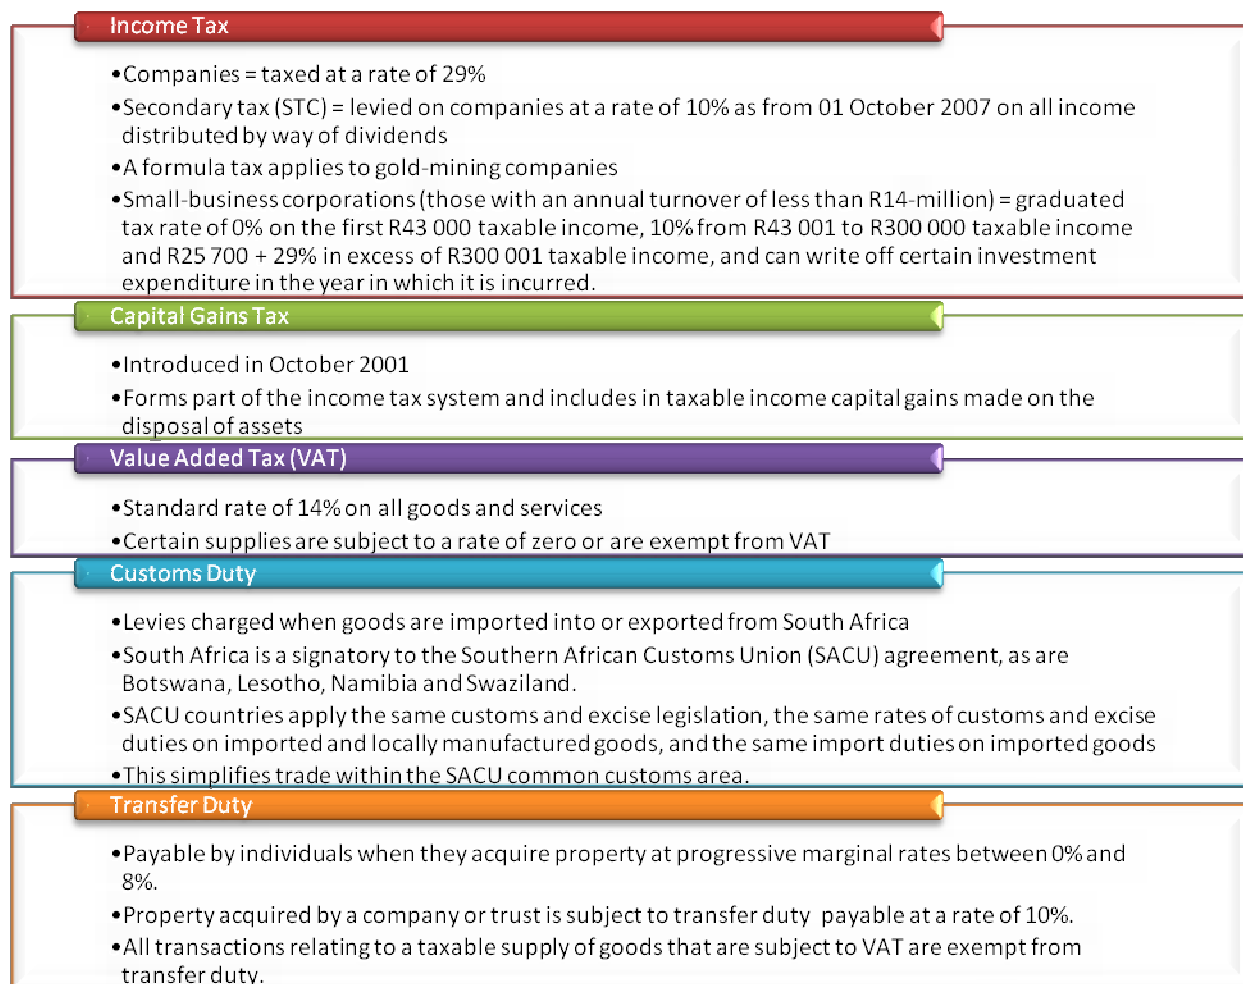 Income Tax
•Companies = taxed at a rate of 29%
•Secondary tax (STC) = levied on companies at a rate of 10% as from 01 October 2007 on all income
distributed by way of dividends
•A formula tax applies to gold-mining companies
•Small-business corporations (those with an annual turnover of less than R14-million) = graduated
tax rate of 0% on the first R43 000 taxable income, 10% from R43 001 to R300 000 taxable income
and R25 700 + 29% in excess of R300 001 taxable income, and can write off certain investment
expenditure in the year in which it is incurred.
Capital Gains Tax
•Introduced in October 2001
•Forms part of the income tax system and includes in taxable income capital gains made on the
disposal of assets
Value Added Tax (VAT)
•Standard rate of 14% on all goods and services
•Certain supplies are subject to a rate of zero or are exempt from VAT
Customs Duty
•Levies charged when goods are imported into or exported from South Africa
•South Africa is a signatory to the Southern African Customs Union (SACU) agreement, as are
Botswana, Lesotho, Namibia and Swaziland.
•SACU countries apply the same customs and excise legislation, the same rates of customs and excise
duties on imported and locally manufactured goods, and the same import duties on imported goods
•This simplifies trade within the SACU common customs area.
Transfer Duty
•Payable by individuals when they acquire property at progressive marginal rates between 0% and
8%.
•Property acquired by a company or trust is subject to transfer duty payable at a rate of 10%.
•All transactions relating to a taxable supply of goods that are subject to VAT are exempt from
transfer duty.